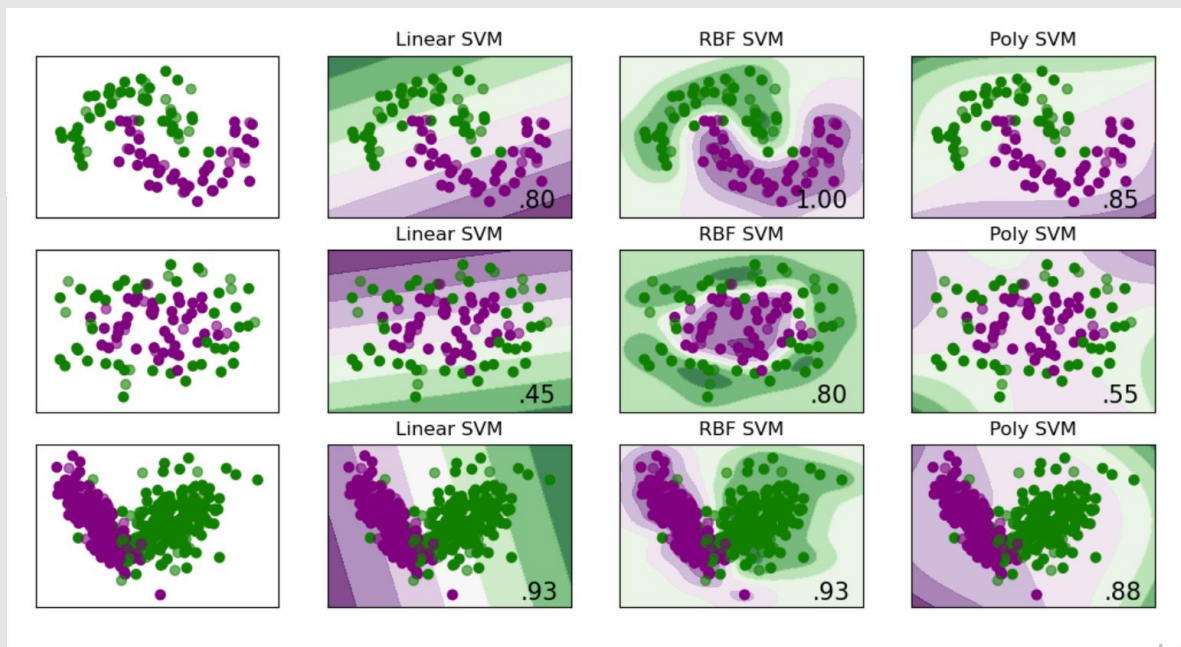 Linear SVM RBF SVM Poly SVM
.80 1.00 .85
Linear SVM RBF SVM Poly SVM
.45 .80 .55
Linear SVM RBF SVM Poly SVM
.93 .93 .88